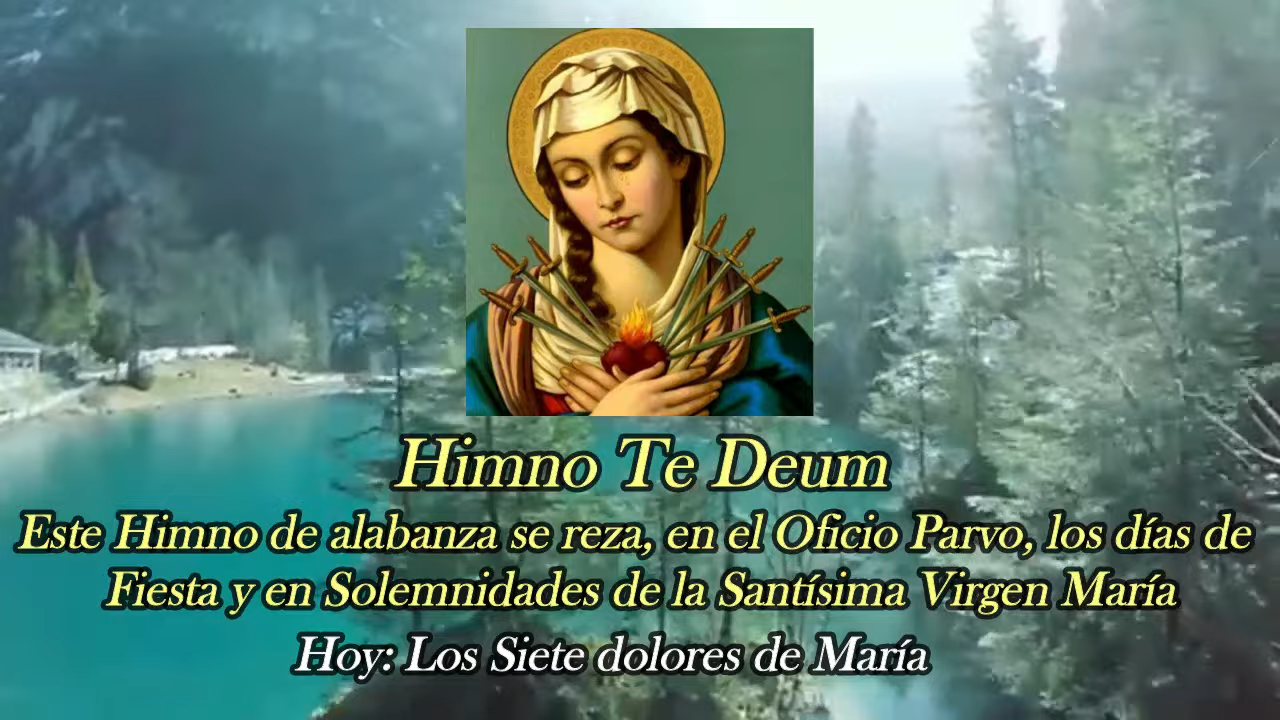 Himno Te Deum
Este Himno de alabanza se reza, en el Oficio Parvo, los días de
Fiesta y en Solemnidades de la Santísima Virgen María
Hoy: Los Siete dolores de María